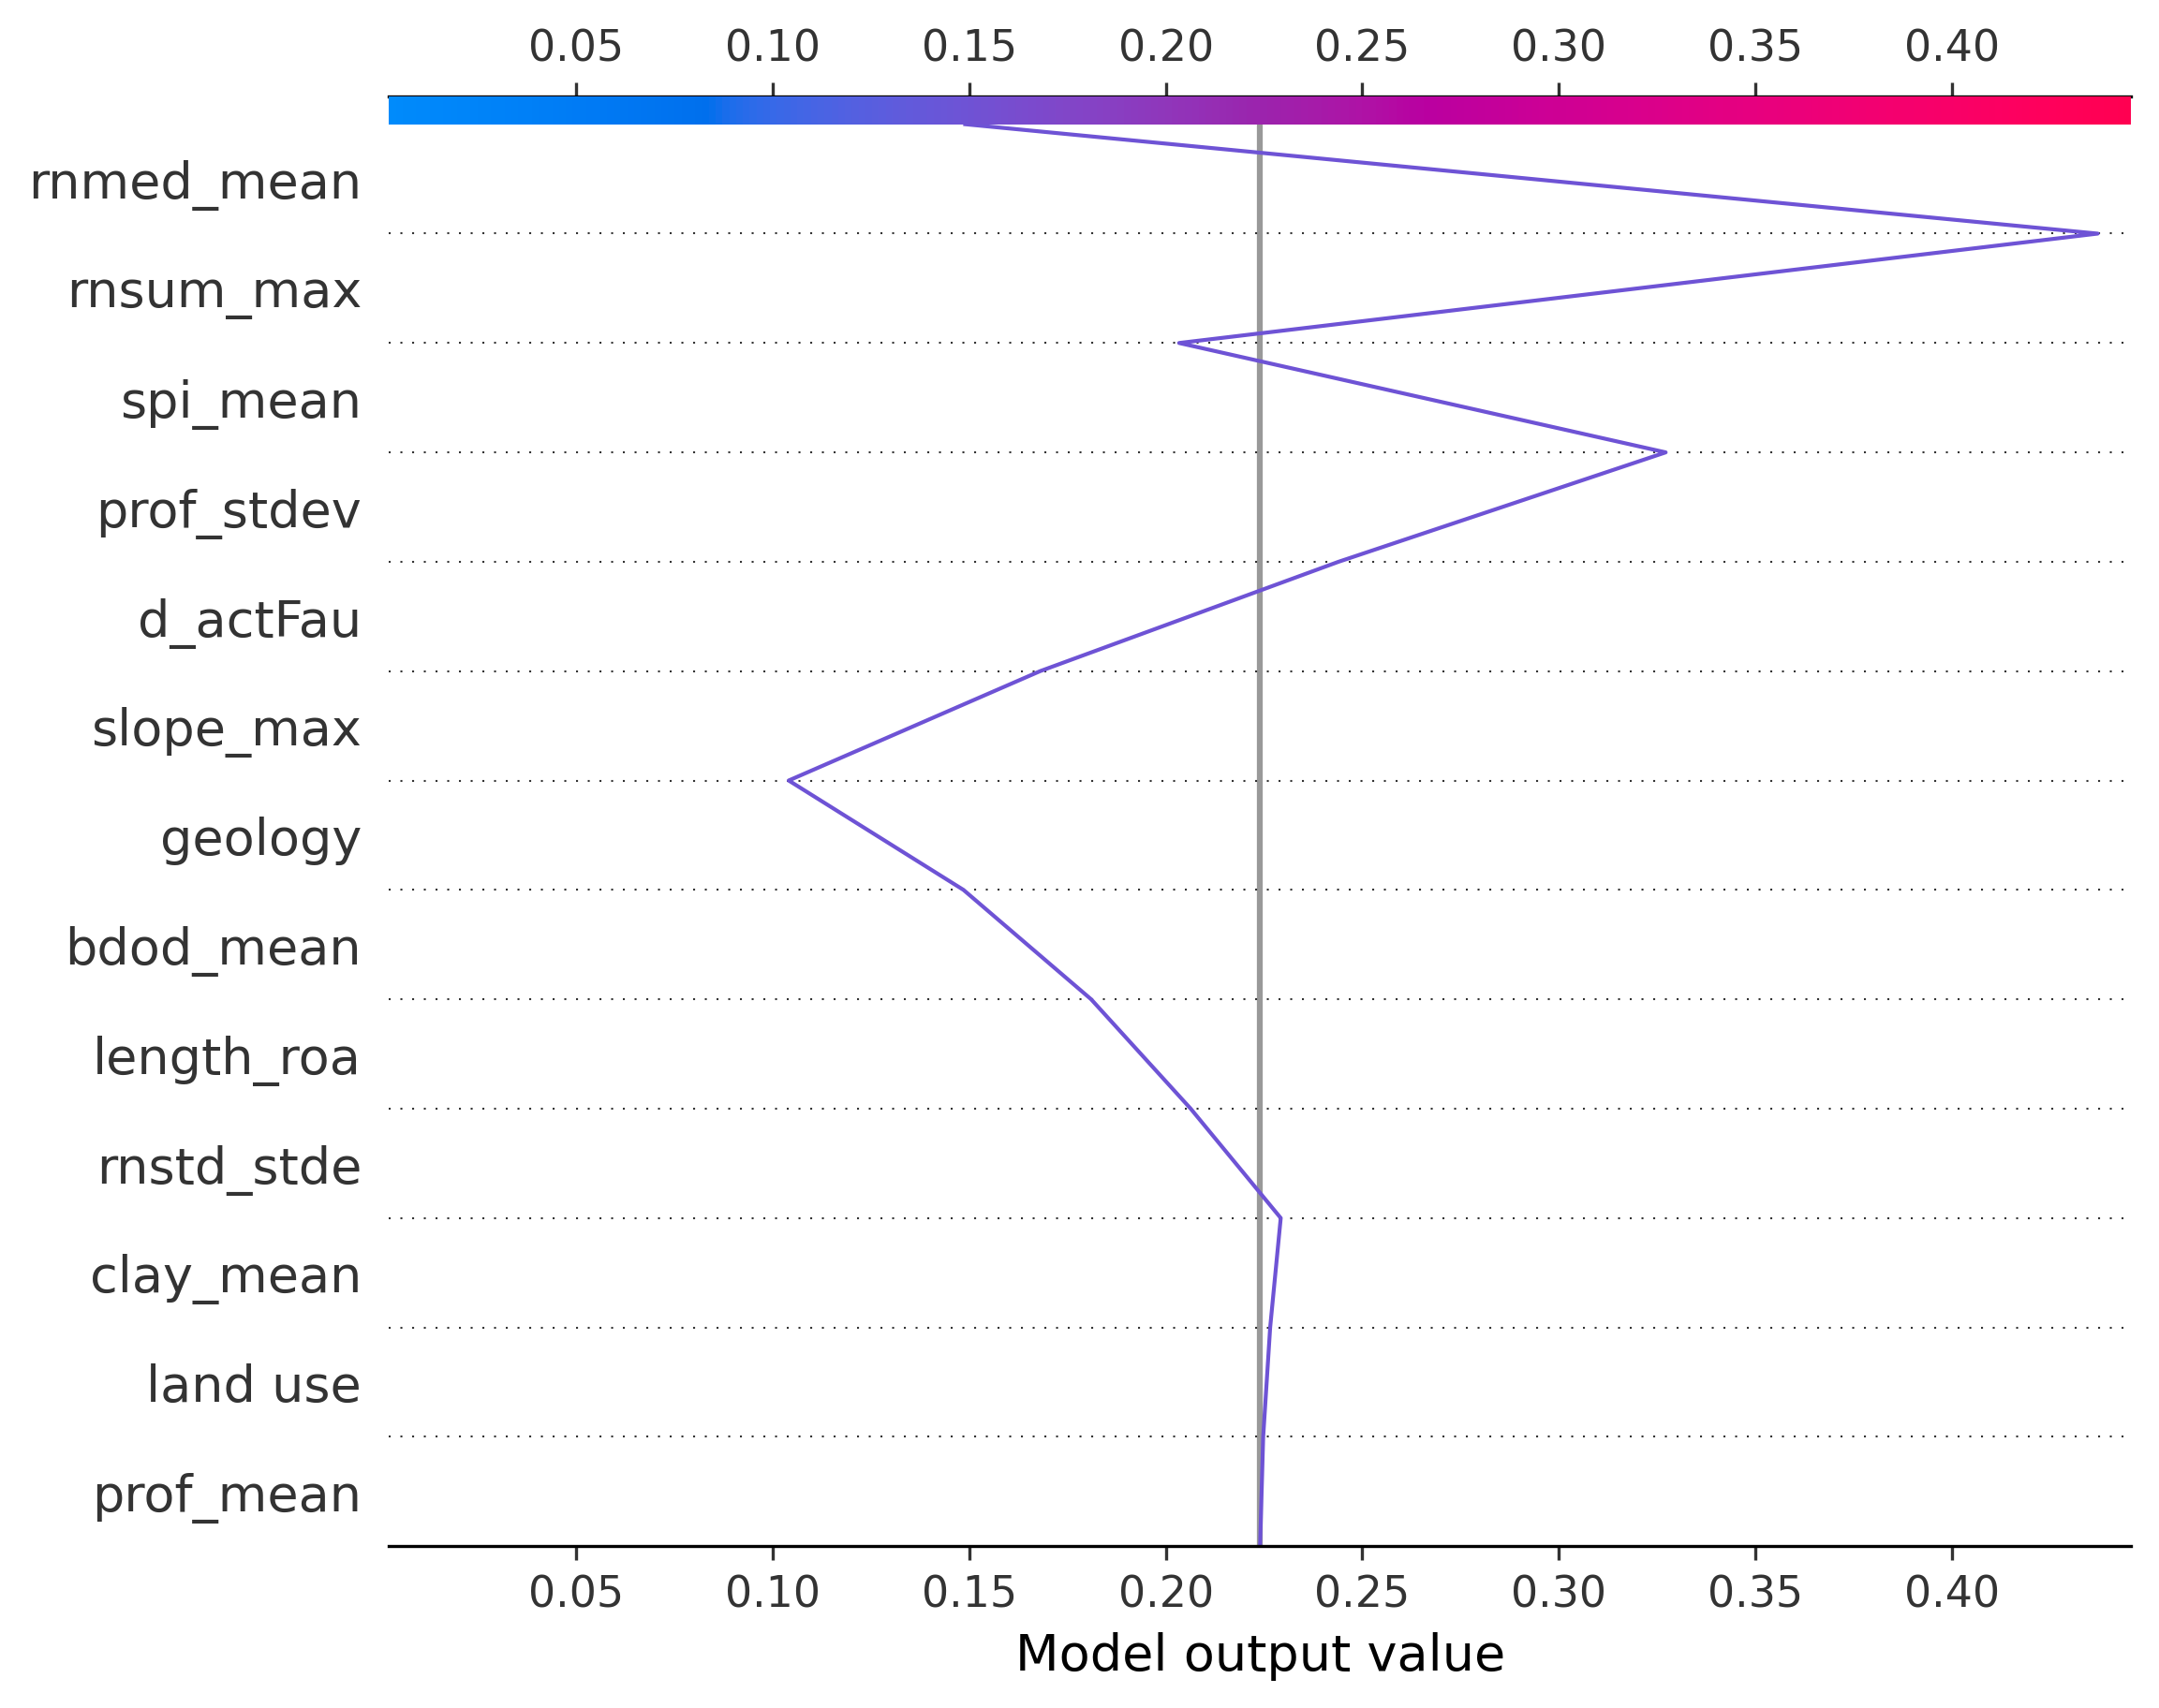 0.05 0.10 0.15 0.20 0.25 0.30 0.35 0.40
rnmed_mean
rnsum_max
spi_mean
prof_stdev
d_actFau
slope_max
geology
bdod_mean
length_roa
rnstd_stde
clay_mean
land use
prof_mean
0.05 0.10 0.15 0.20 0.25 0.30 0.35 0.40
Model output value